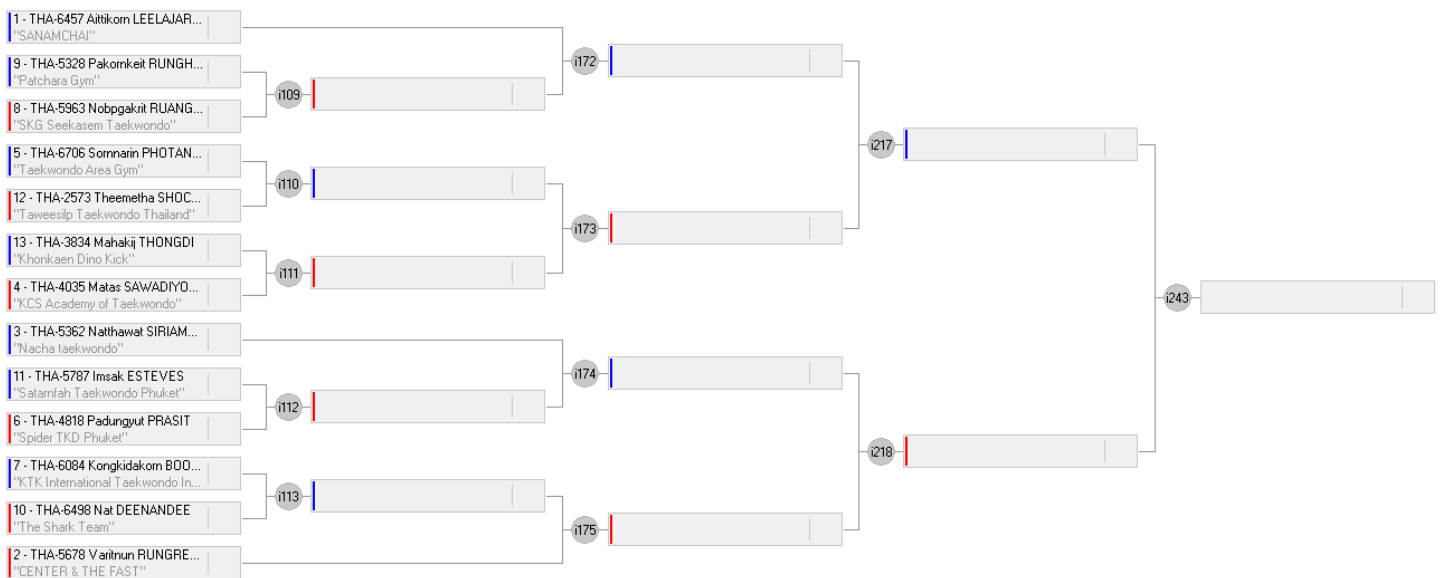 1 - THA-6457 Aittikorn LEELAJAR...
"SANAMCHAI"
9 - THA-5328 Pakornkeit RUNGH...
"Patchara Gym"
8 - THA-5963 Nobpgakrit RUANG...
"SKG Seekasem Taekwondo"
5 - THA-6706 Sornnarin PHOTAN...
"Taekwondo Area Gym"
12 - THA-2573 Theemetha SHOC...
"Taweesilp Taekwondo Thailand"
13 - THA-3834 Mahakij THONGDI
"Khonkaen Dino Kick"
4 - THA-4035 Matas SAWADIYO...
"KCS Academy of Taekwondo"
3 - THA-5362 Natthawat SIRIAM...
"Nacha taekwondo"
11 - THA-5787 Imsak ESTEVES
"Satarnfah Taekwondo Phuket"
6 - THA-4818 Padungyut PRASIT
"Spider TKD Phuket"
7 - THA-6084 Kongkidakorn BOO...
"KTK International Taekwondo In...
10 - THA-6498 Nat DEENANDEE
"The Shark Team"
2 - THA-5678 Varitnun RUNGRE...
"CENTER & THE FAST"
i109
i110
i111
i112
i113
i172
i173
i174
i175
i217
i218
i243